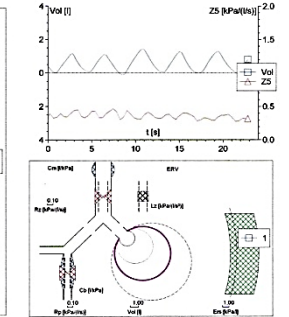 4 Vol [l] Z5 [kPa/(l/s)] 2.0
2 1.5
0 1.0
Vol
Z5
2 0.5
4 0.0
0 5 10 15 20
t [s]
Cm[l/kPa] ERV
0.10
Rz [kPa/(l/s)] Lz [kPa/(l/s²)]
1
Cb [l/kPa]
0.10 1.00 1.00
Rp [kPa/(l/s)] Vol [l] Ers [kPa/l]